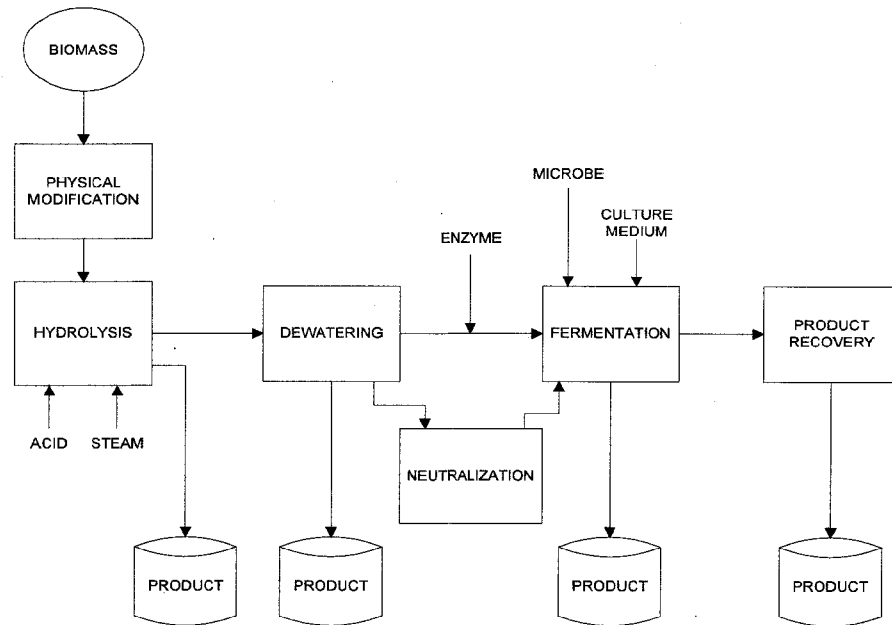 BIOMASS
PHYSICAL
MODIFICATION
MICROBE
CULTURE
MEDIUM
ENZYME
HYDROLYSIS
DEWATERING
FERMENTATION
PRODUCT
RECOVERY
ACID
STEAM
NEUTRALIZATION
PRODUCT
PRODUCT
PRODUCT
PRODUCT